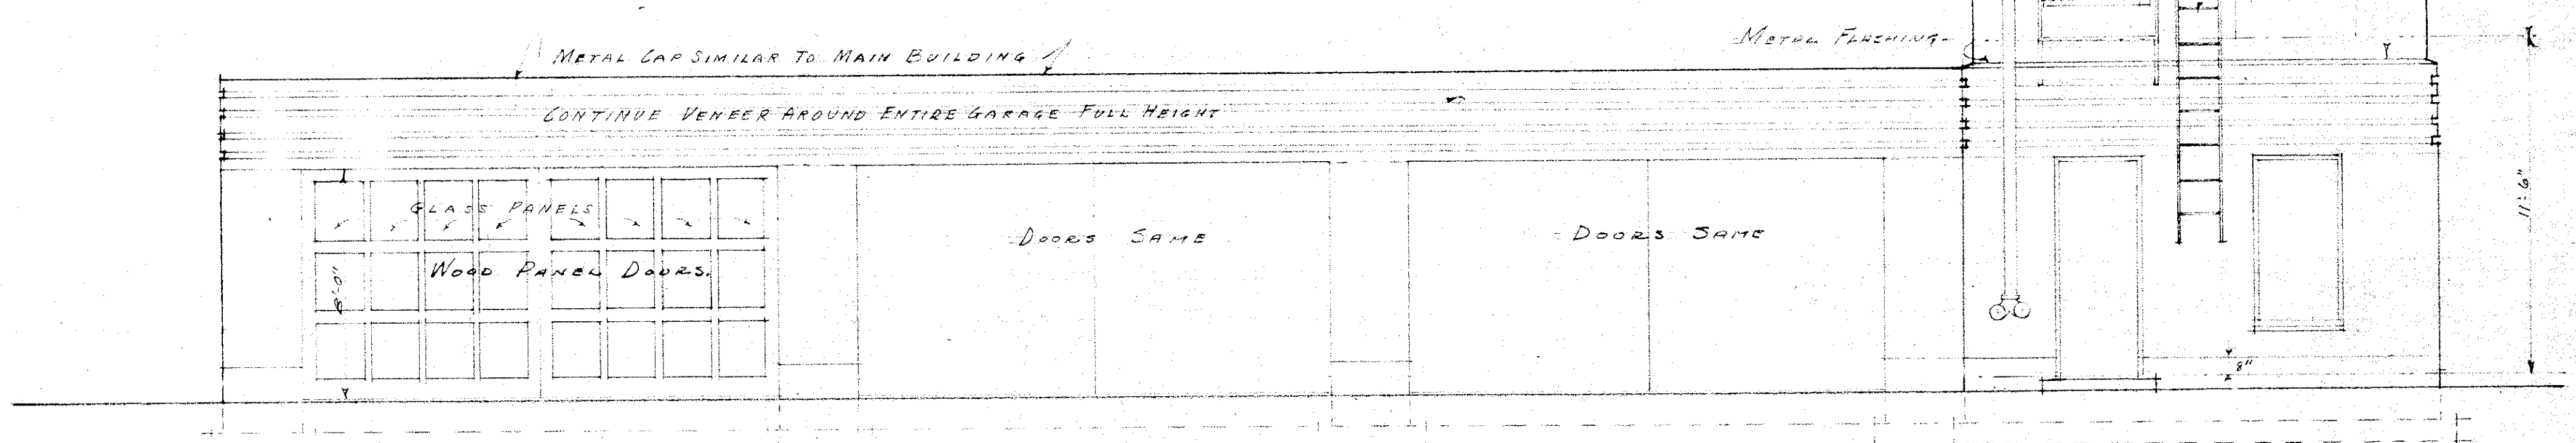 METAL CAP SIMILAR TO MAIN BUILDING
METAL FLASHING
CONTINUE VENEER AROUND ENTIRE GARAGE FULL HEIGHT
GLASS PANELS
DOORS SAME
DOORS SAME
WOOD PANEL DOORS.
8'-0"
11'-6"
8"